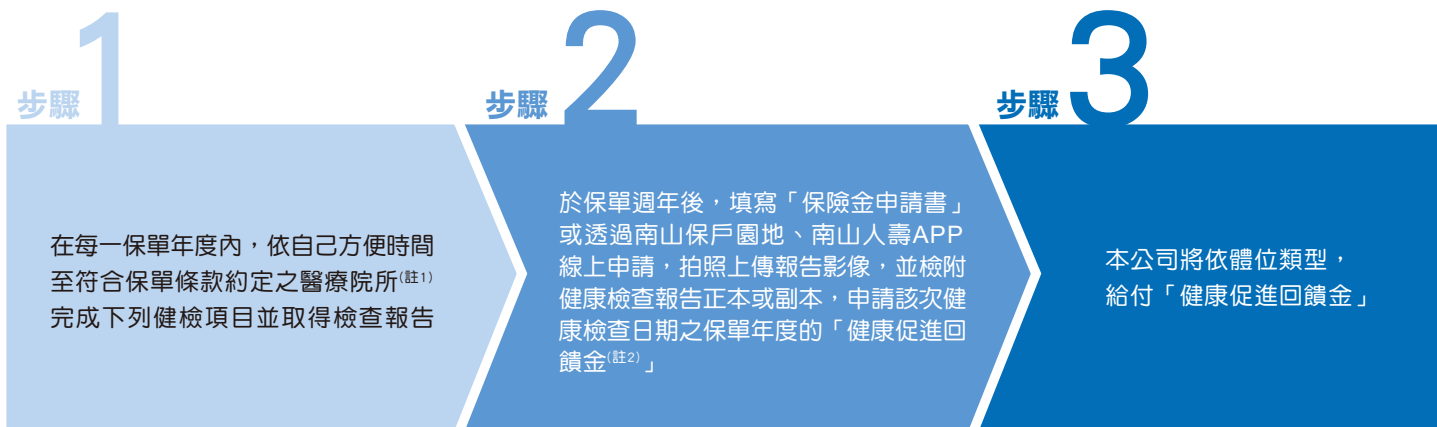 步驟1
在每一保單年度內，依自己方便時間
至符合保單條款約定之醫療院所(註1)
完成下列健檢項目並取得檢查報告
步驟2
於保單週年後，填寫「保險金申請書」
或透過南山保戶園地、南山人壽APP
線上申請，拍照上傳報告影像，並檢附
健康檢查報告正本或副本，申請該次健
康檢查日期之保單年度的「健康促進回
饋金(註2)」
步驟3
本公司將依體位類型，
給付「健康促進回饋金」